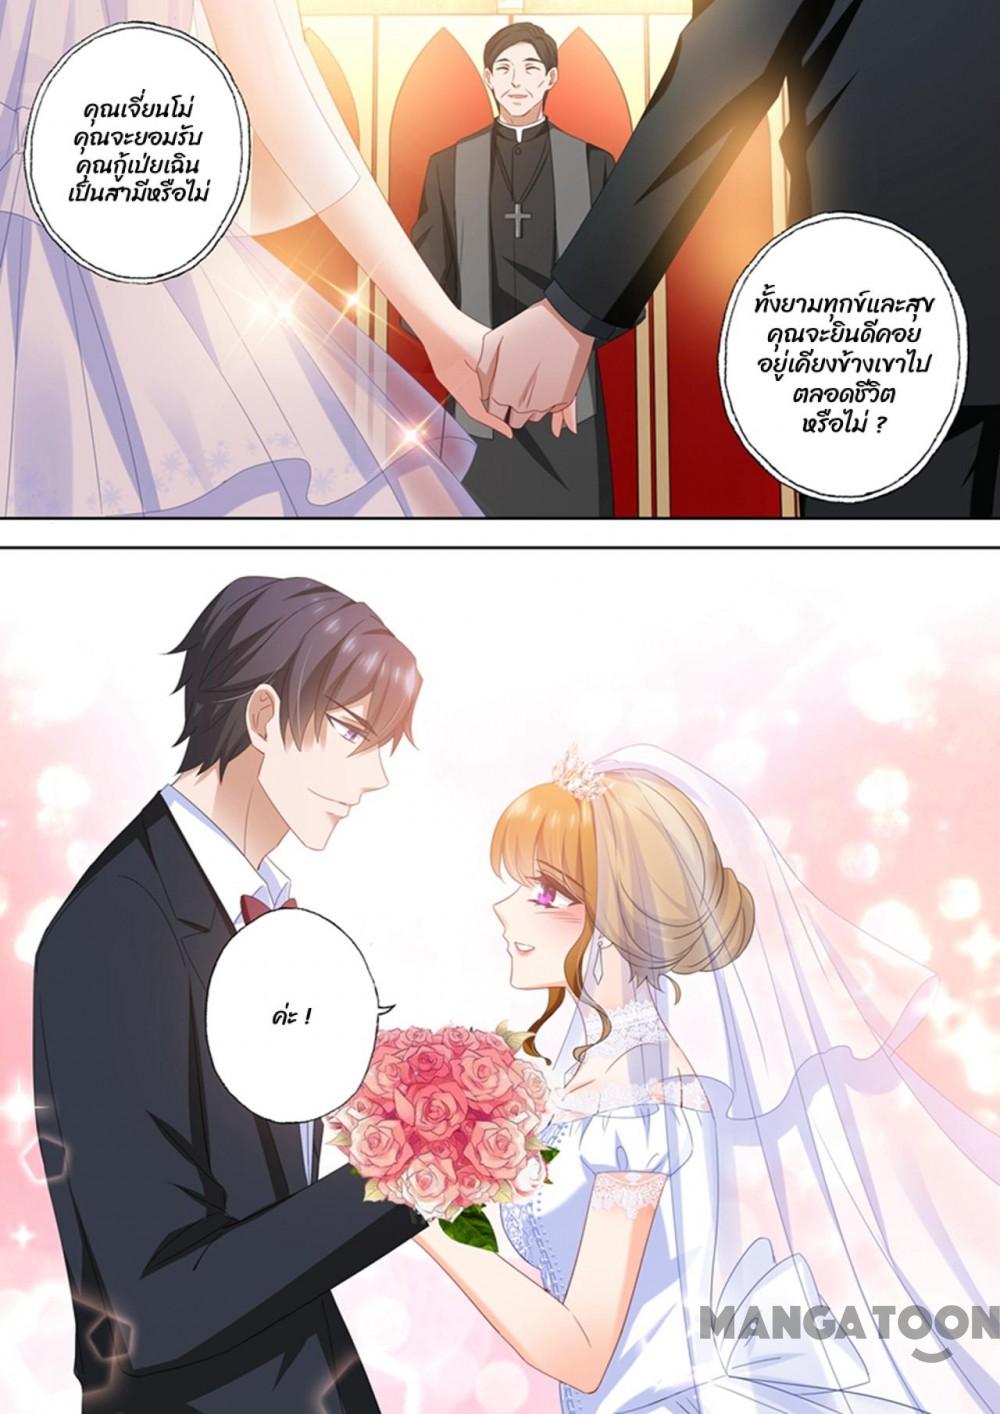 คุณเจี่ยนโม่
คุณจะยอมรับ
คุณกู้เป่ยเฉิน
เป็นสามีหรือไม่
ทั้งยามทุกข์และสุข
คุณจะยินดีคอย
อยู่เคียงข้างเขาไป
ตลอดชีวิต
หรือไม่ ?
ค่ะ !
MANGATOON